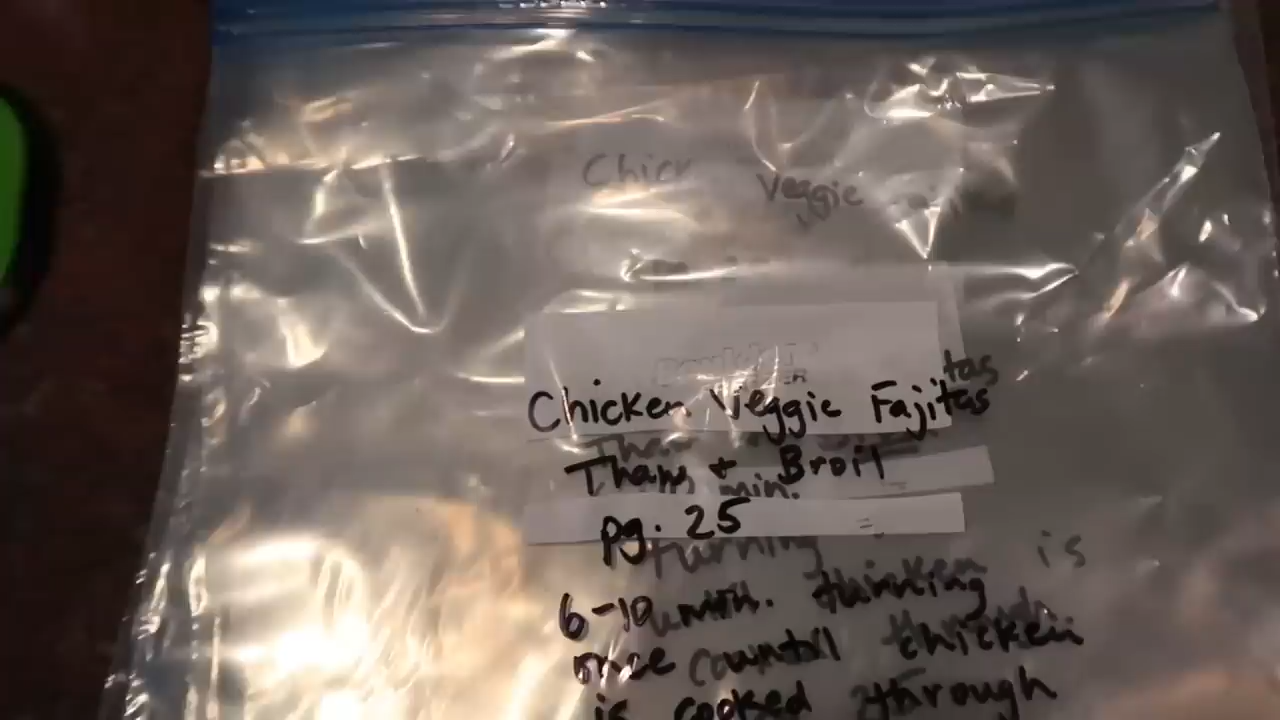 Chick Veggie
Chicken Veggie Fajitas
Thaw + Broil
pg. 25
6-10 min. turning
once until chicken
is cooked through